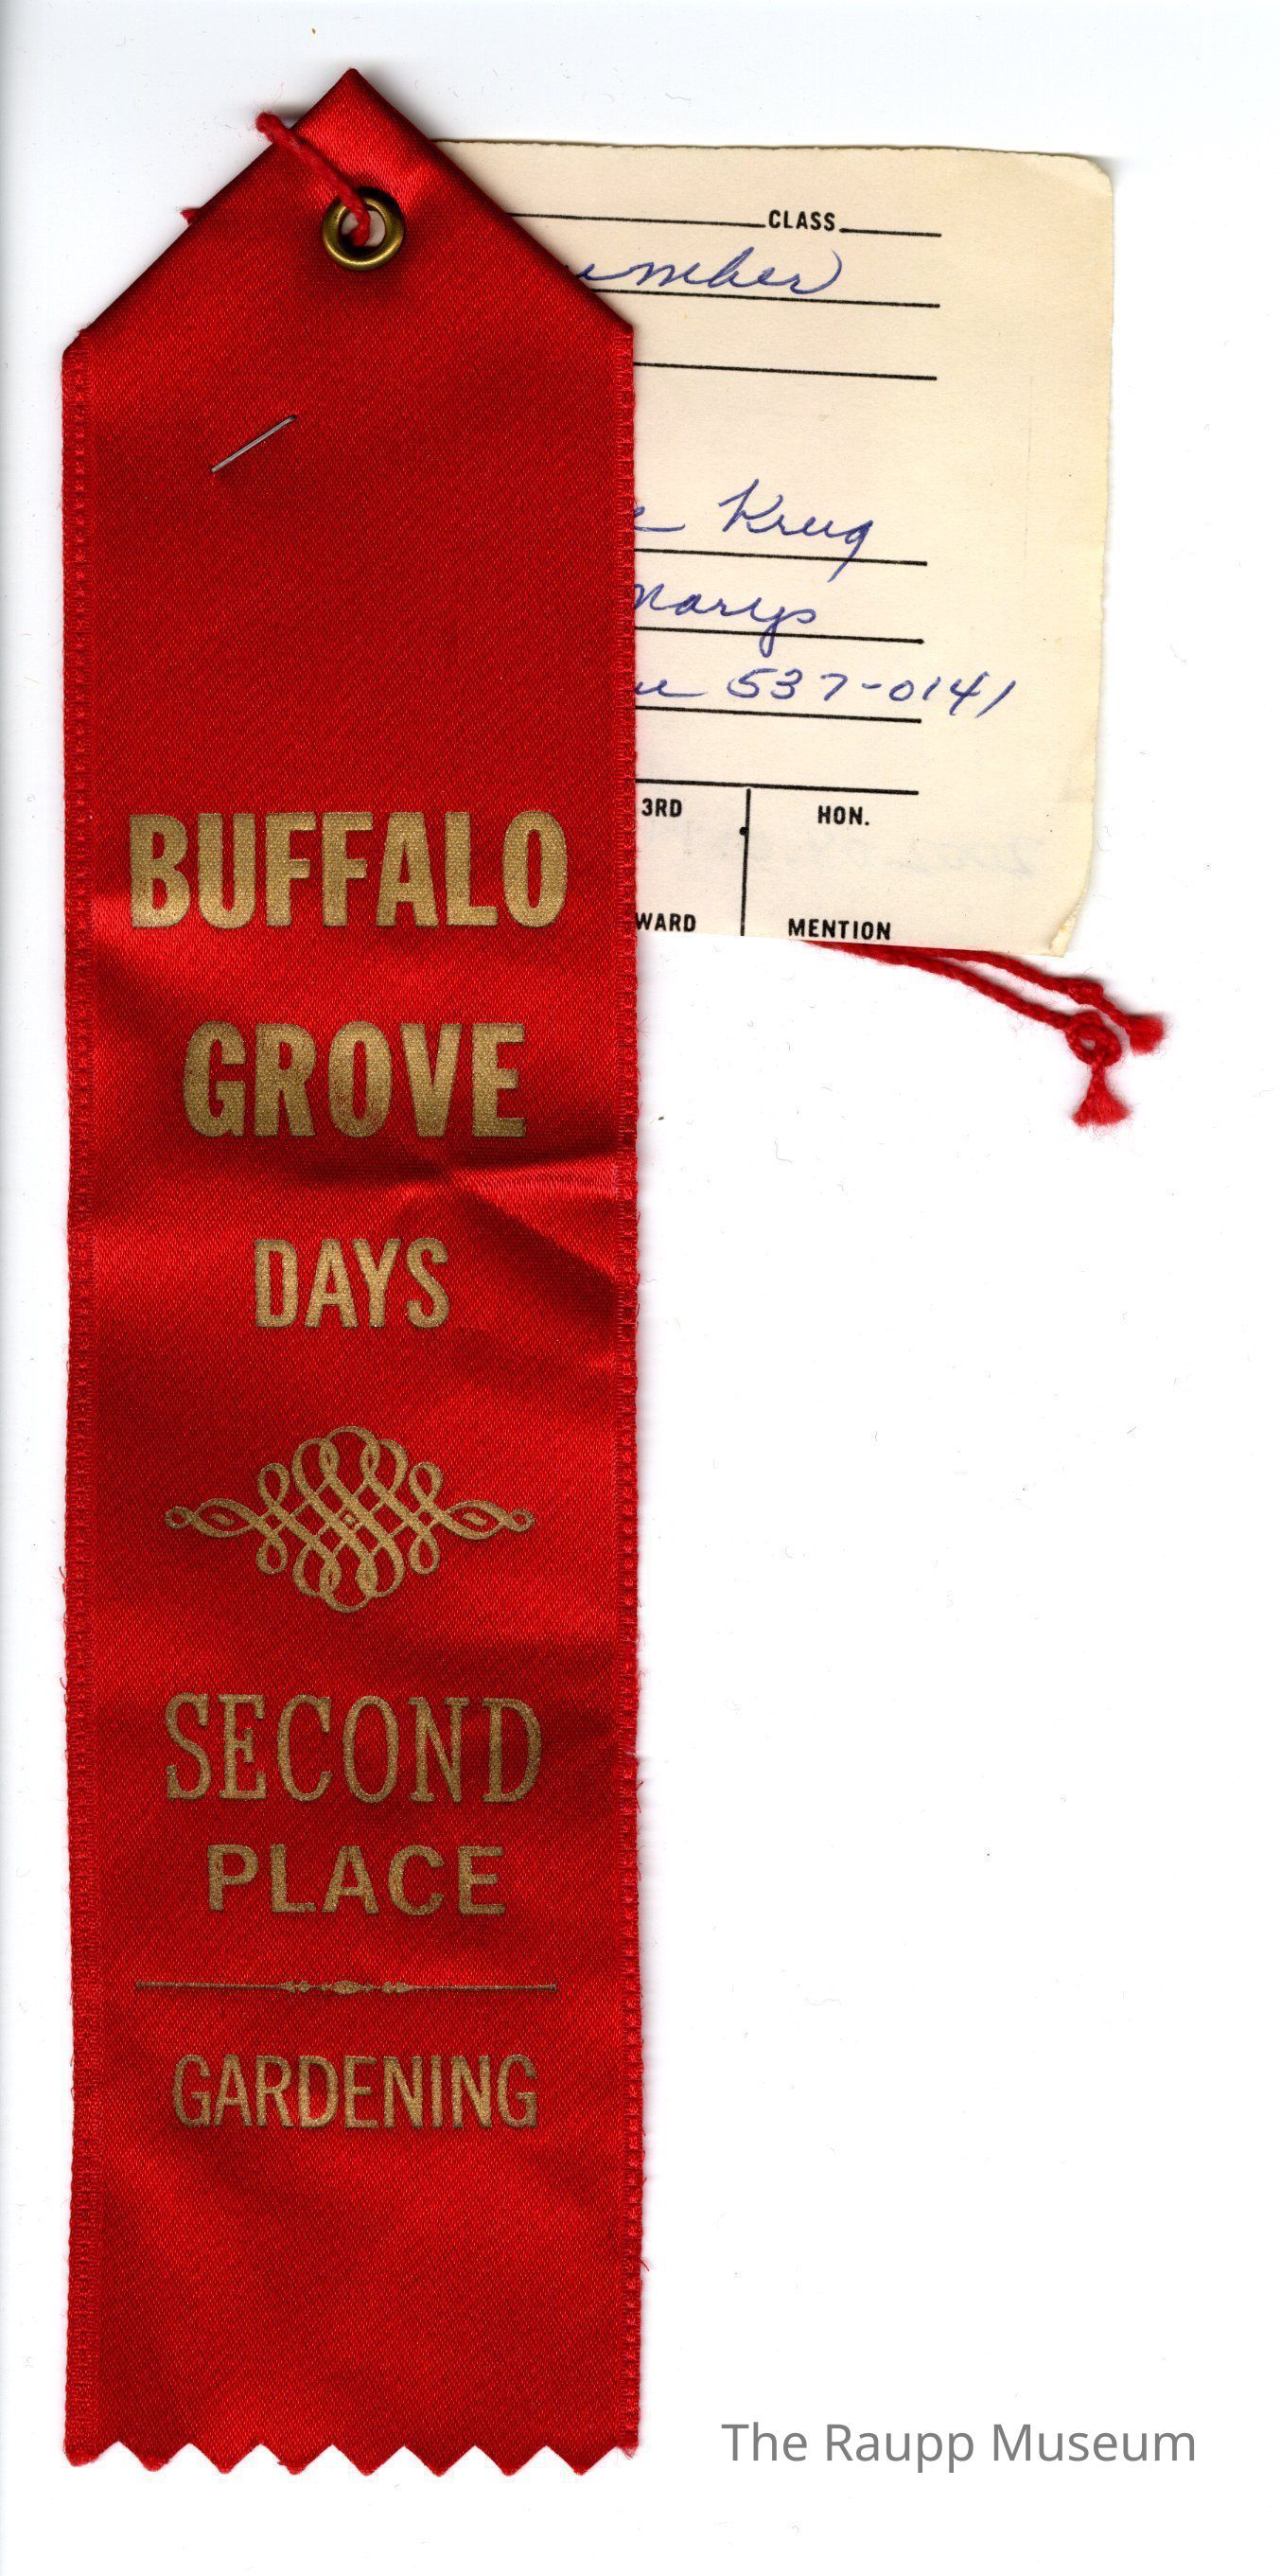 BUFFALO
GROVE
DAYS
SECOND
PLACE
GARDENING
CLASS
umber
Krug
Marys
537-0141
3RD HON.
WARD MENTION
The Raupp Museum